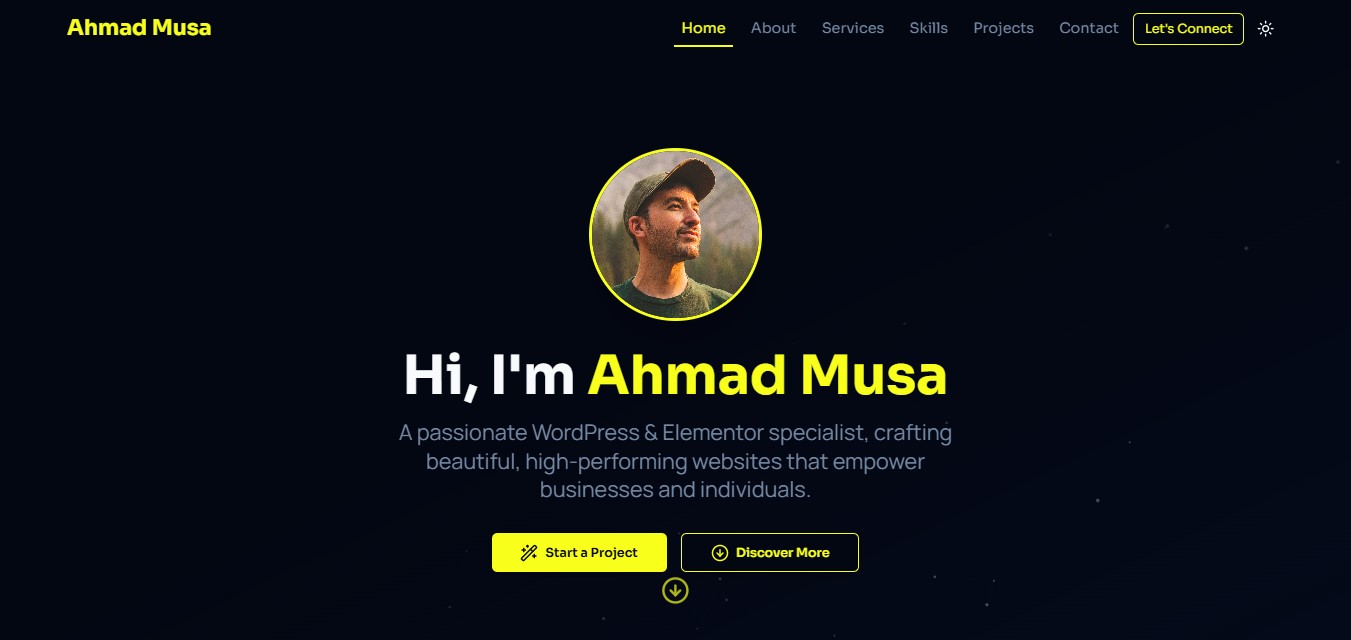 Ahmad Musa
Home About Services Skills Projects Contact Let's Connect
Hi, I'm Ahmad Musa
A passionate WordPress & Elementor specialist, crafting
beautiful, high-performing websites that empower
businesses and individuals.
Start a Project Discover More